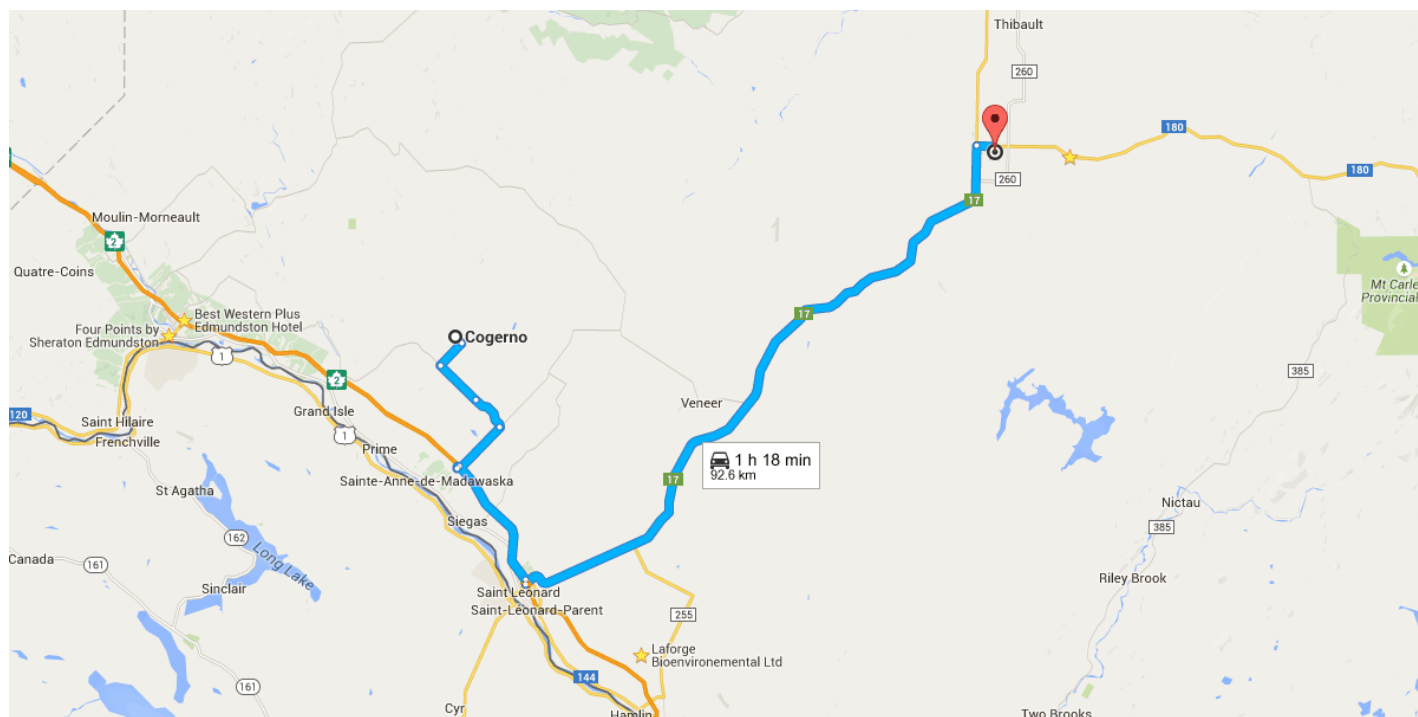 Thibault
260
180
180
260
17
Moulin-Morneault
2
Quatre-Coins
Mt Carle
Provincial
Best Western Plus
Edmundston Hotel
Four Points by
Sheraton Edmundston
1
17
Cogerno
2
385
Grand Isle
Veneer
120
Saint Hilaire
Frenchville
1
Prime
1 h 18 min
92.6 km
Sainte-Anne-de-Madawaska
17
St Agatha
Nictau
Siegas
385
162
Long Lake
Canada
161
Sinclair
Riley Brook
Saint Léonard
Saint-Léonard-Parent
255
Laforge
Bioenvironemental Ltd
144
161
Cyr
Hamlin
Two Brooks